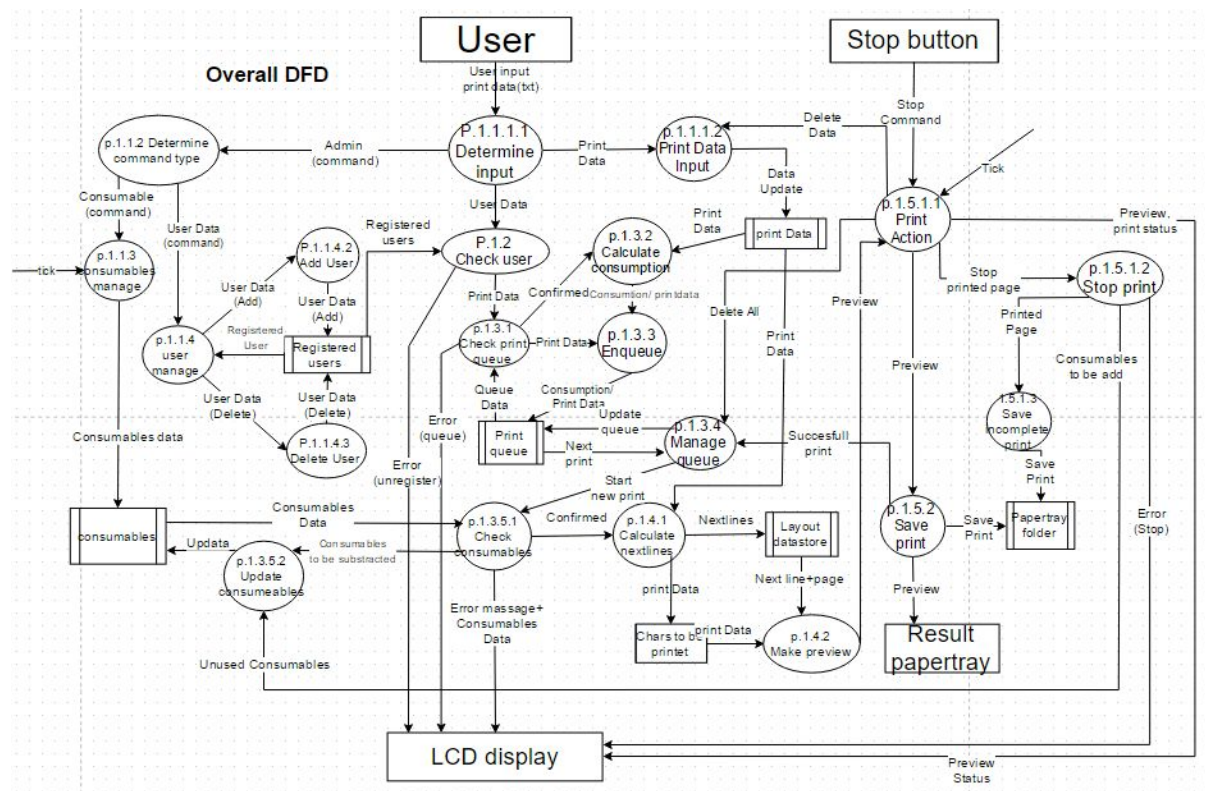 User
Stop button
Overall DFD
User input
print data(txt)
Stop
Command
Delete
Data
p.1.1.2 Determine
command type
Admin
(command)
P.1.1.1.1
Determine
input
Print
Data
p.1.1.1.2
Print Data
Input
Data
Update
Tick
Consumable
(command)
User Data
(command)
User Data
Registered
users
Print
Data
print Data
p.1.5.1.1
Print
Action
Preview,
print status
P.1.1.4.2
Add User
P.1.2
Check user
p.1.3.2
Calculate
consumption
tick
p.1.1.3
consumables
manage
User Data
(Add)
User Data
(Add)
Print Data
Confirmed
Consumtion/ printdata
Stop
printed page
p.1.5.1.2
Stop print
Preview
Delete All
Printed
Page
p.1.1.4
user
manage
Registered
User
Registered
users
p.1.3.1
Check print
queue
Print Data
p.1.3.3
Enqueue
Print
Data
Preview
Consumables
to be add
User Data
(Delete)
User Data
(Delete)
Queue
Data
Consumption/
Print Data
1.5.1.3
Save
incomplete
print
Consumables data
P.1.1.4.3
Delete User
Error
(queue)
Print
queue
Update
queue
Next
print
p.1.3.4
Manage
queue
Succesfull
print
Save
Print
Error
(unregister)
Start
new print
consumables
Consumables
Data
p.1.3.5.1
Check
consumables
Confirmed
p.1.4.1
Calculate
nextlines
Nextlines
Layout
datastore
p.1.5.2
Save
print
Save
Print
Papertray
folder
Error
(Stop)
Updata
p.1.3.5.2
Update
consumeables
Consumables
to be substracted
Next line+page
print Data
Preview
Error massage+
Consumables
Data
Chars to be
printet
print Data
p.1.4.2
Make preview
Result
papertray
Unused Consumables
LCD display
Preview
Status